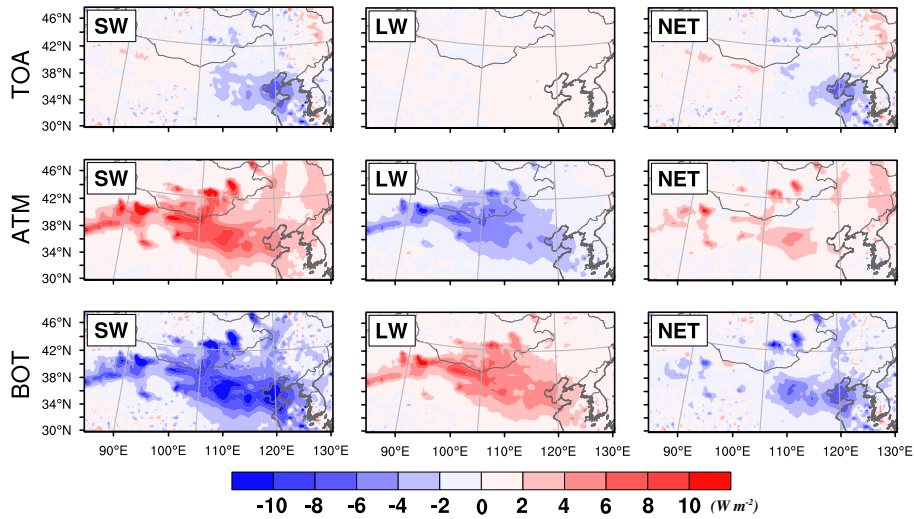 TOA
46°N
42°N
38°N
34°N
30°N
SW
LW
NET
ATM
46°N
42°N
38°N
34°N
30°N
SW
LW
NET
BOT
46°N
42°N
38°N
34°N
30°N
SW
LW
NET
90°E 100°E 110°E 120°E 130°E
90°E 100°E 110°E 120°E 130°E
90°E 100°E 110°E 120°E 130°E
-10 -8 -6 -4 -2 0 2 4 6 8 10 (W m⁻²)